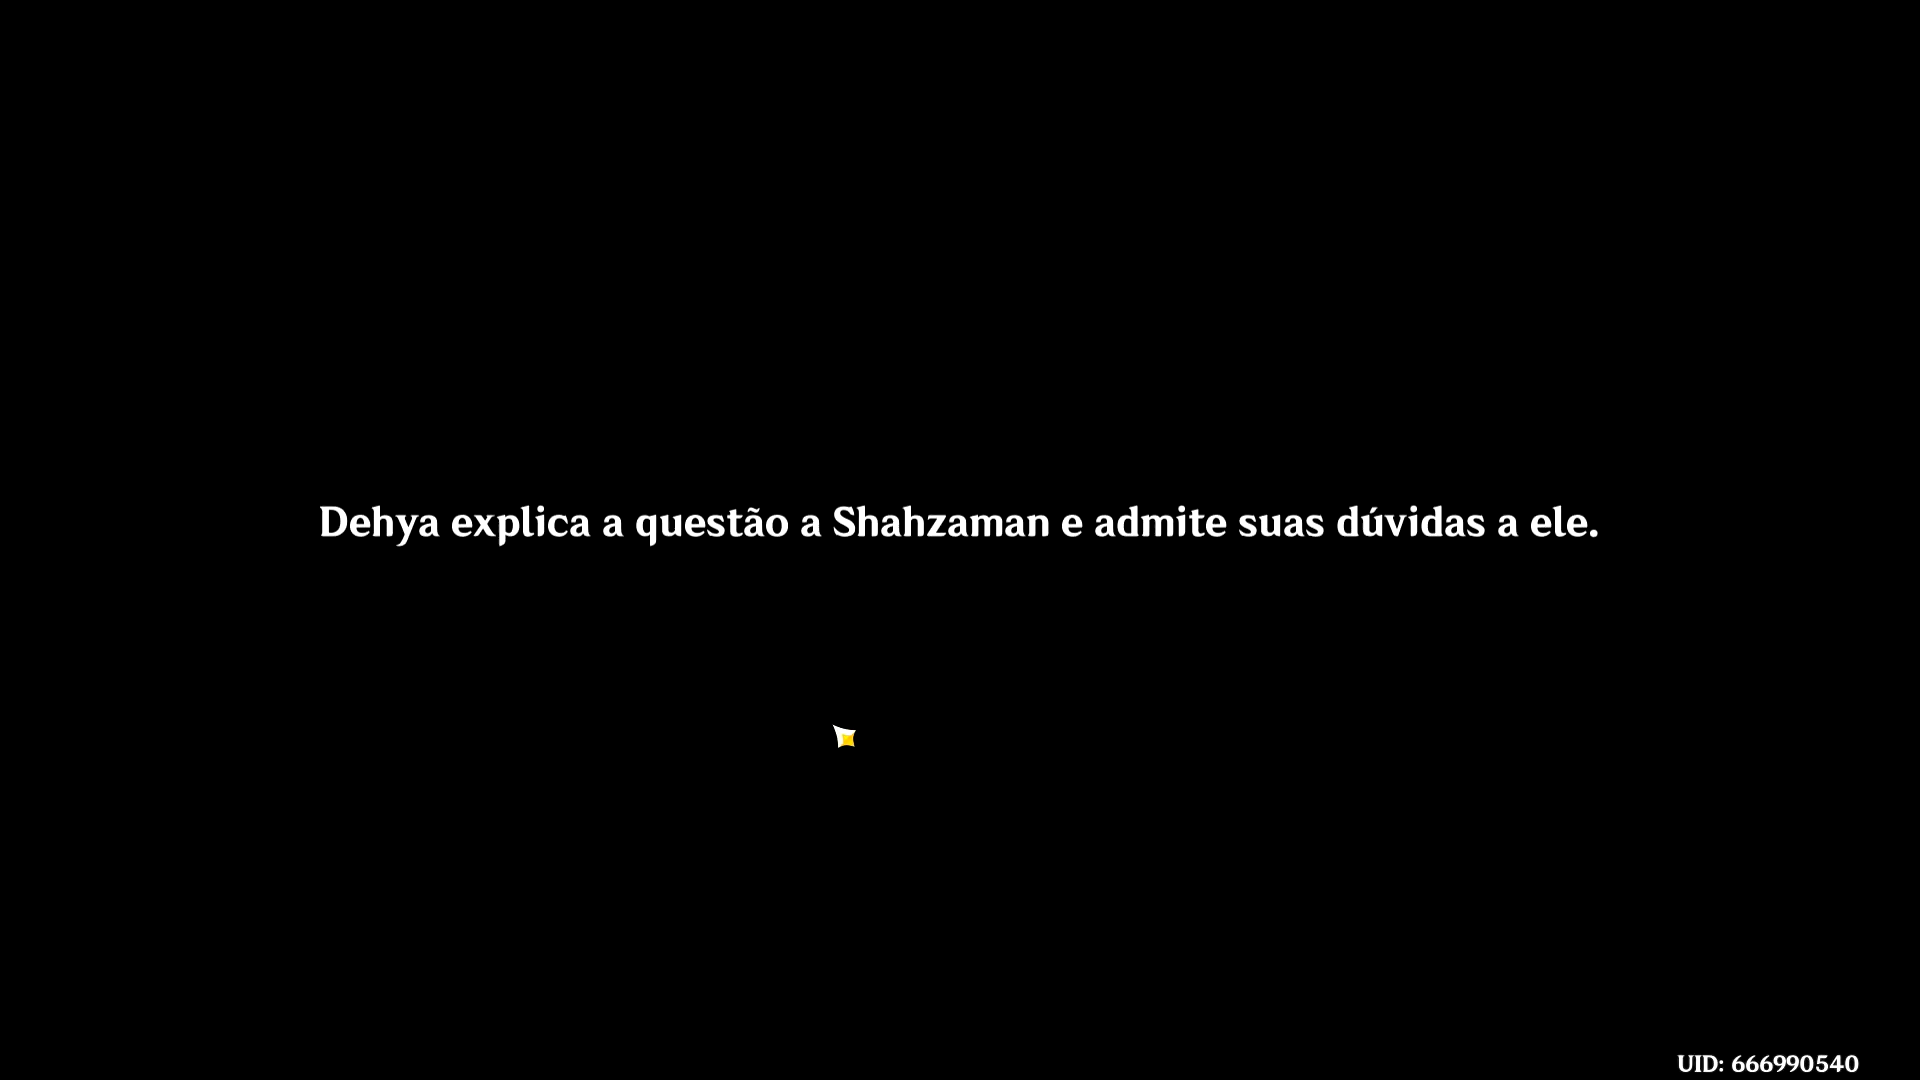 Dehya explica a questão a Shahzaman e admite suas dúvidas a ele.
UID: 666990540